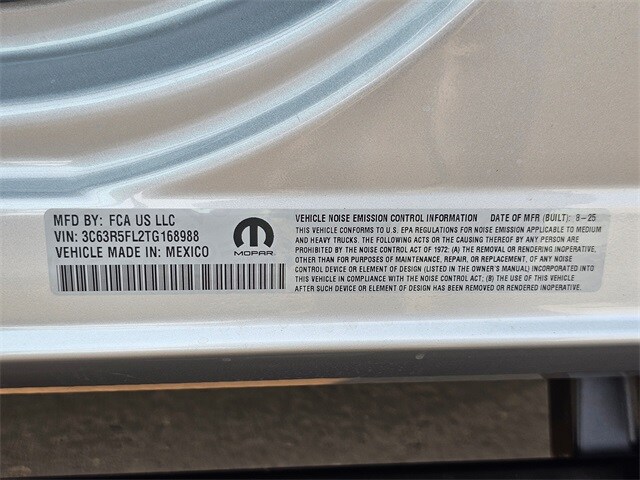 MFD BY: FCA US LLC
VIN: 3C63R5FL2TG168988
VEHICLE MADE IN: MEXICO
MOPAR
VEHICLE NOISE EMISSION CONTROL INFORMATION DATE OF MFR (BUILT): 8-25
THIS VEHICLE CONFORMS TO U.S. EPA REGULATIONS FOR NOISE EMISSION APPLICABLE TO MEDIUM
AND HEAVY TRUCKS. THE FOLLOWING ACTS OR THE CAUSING THEREOF BY ANY PERSON ARE
PROHIBITED BY THE NOISE CONTROL ACT OF 1972: (A) THE REMOVAL OR RENDERING INOPERATIVE,
OTHER THAN FOR PURPOSES OF MAINTENANCE, REPAIR, OR REPLACEMENT, OF ANY NOISE
CONTROL DEVICE OR ELEMENT OF DESIGN (LISTED IN THE OWNER'S MANUAL) INCORPORATED INTO
THIS VEHICLE IN COMPLIANCE WITH THE NOISE CONTROL ACT; (B) THE USE OF THIS VEHICLE
AFTER SUCH DEVICE OR ELEMENT OF DESIGN HAS BEEN REMOVED OR RENDERED INOPERATIVE.